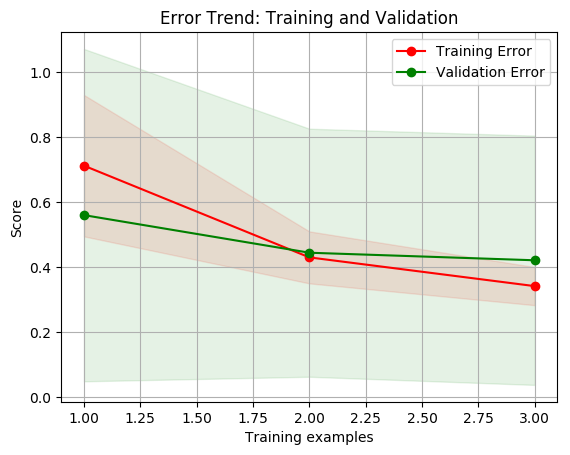 Error Trend: Training and Validation
Training Error
Validation Error
Score
1.0
0.8
0.6
0.4
0.2
0.0
1.00 1.25 1.50 1.75 2.00 2.25 2.50 2.75 3.00
Training examples